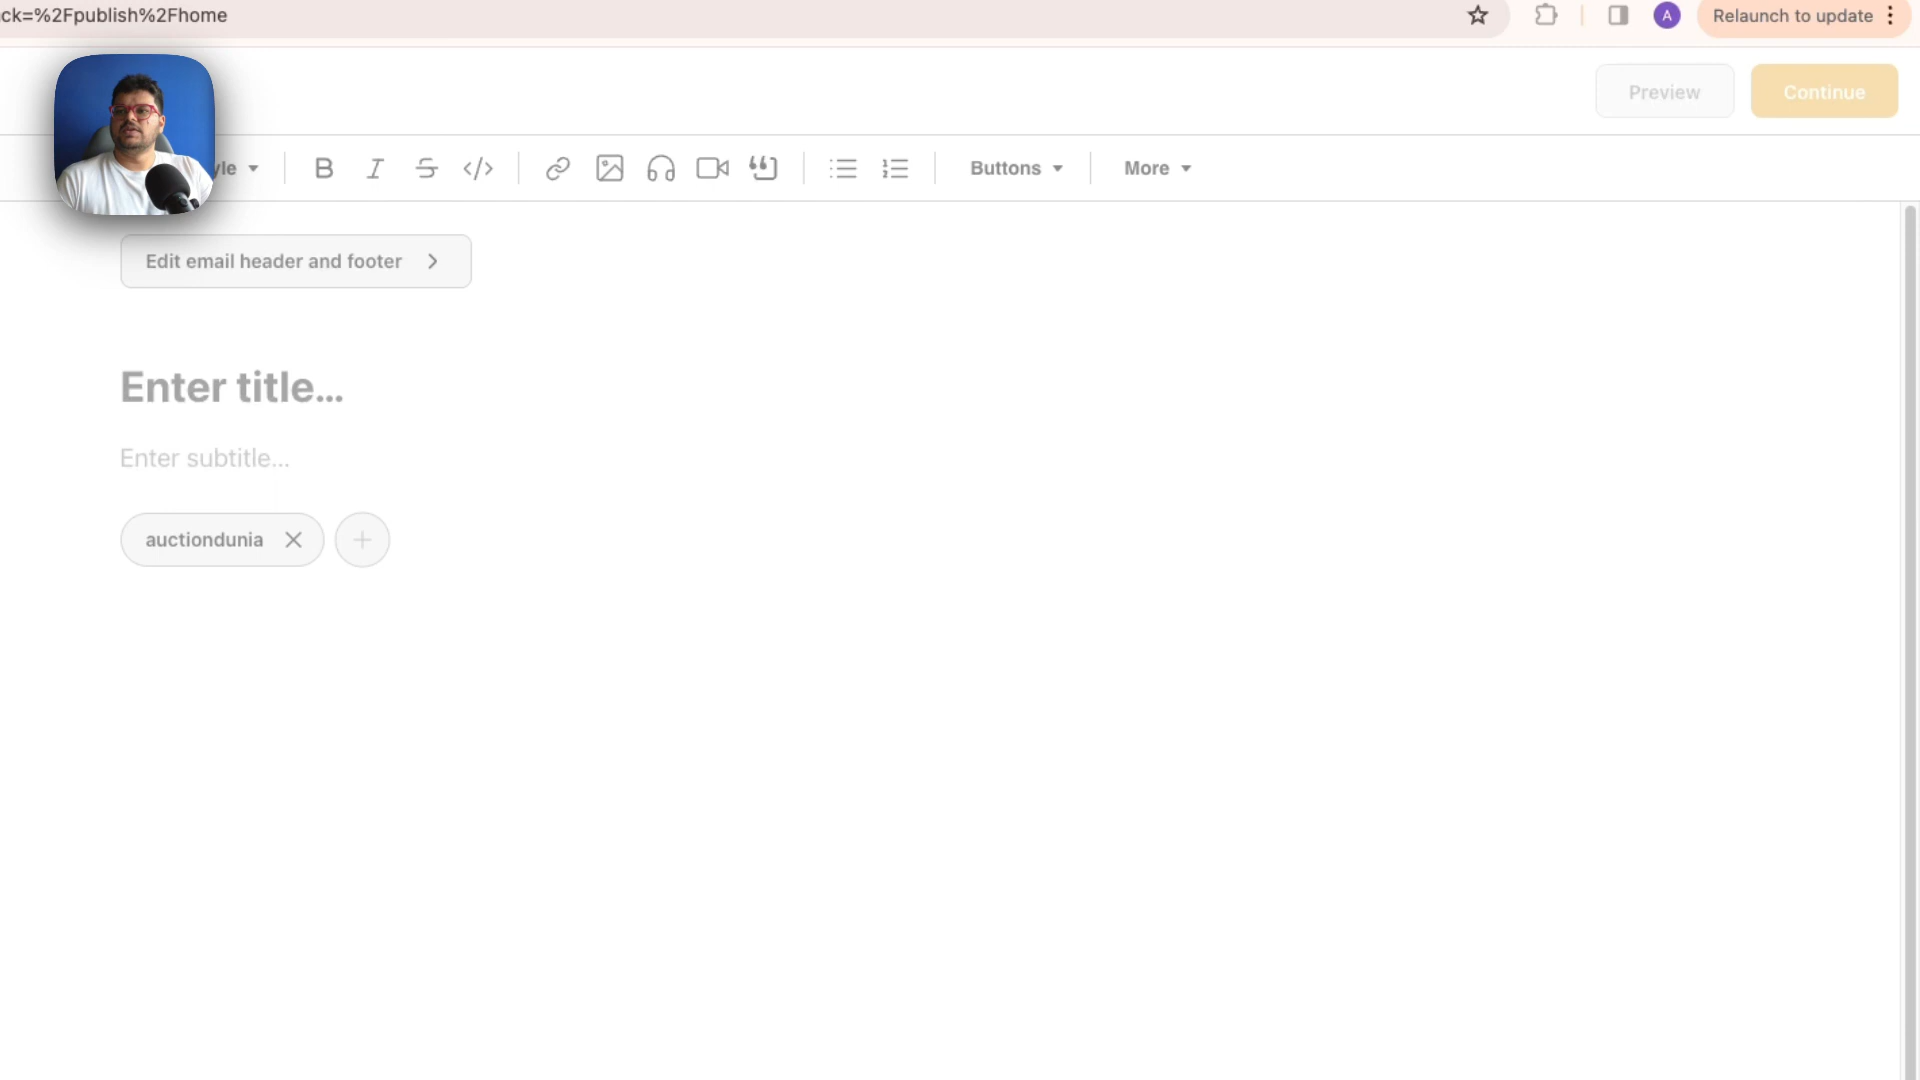 ck=%2Fpublish%2Fhome
A
Relaunch to update
Preview
Continue
yle
B
Buttons
More
Edit email header and footer
Enter title...
Enter subtitle...
auctiondunia